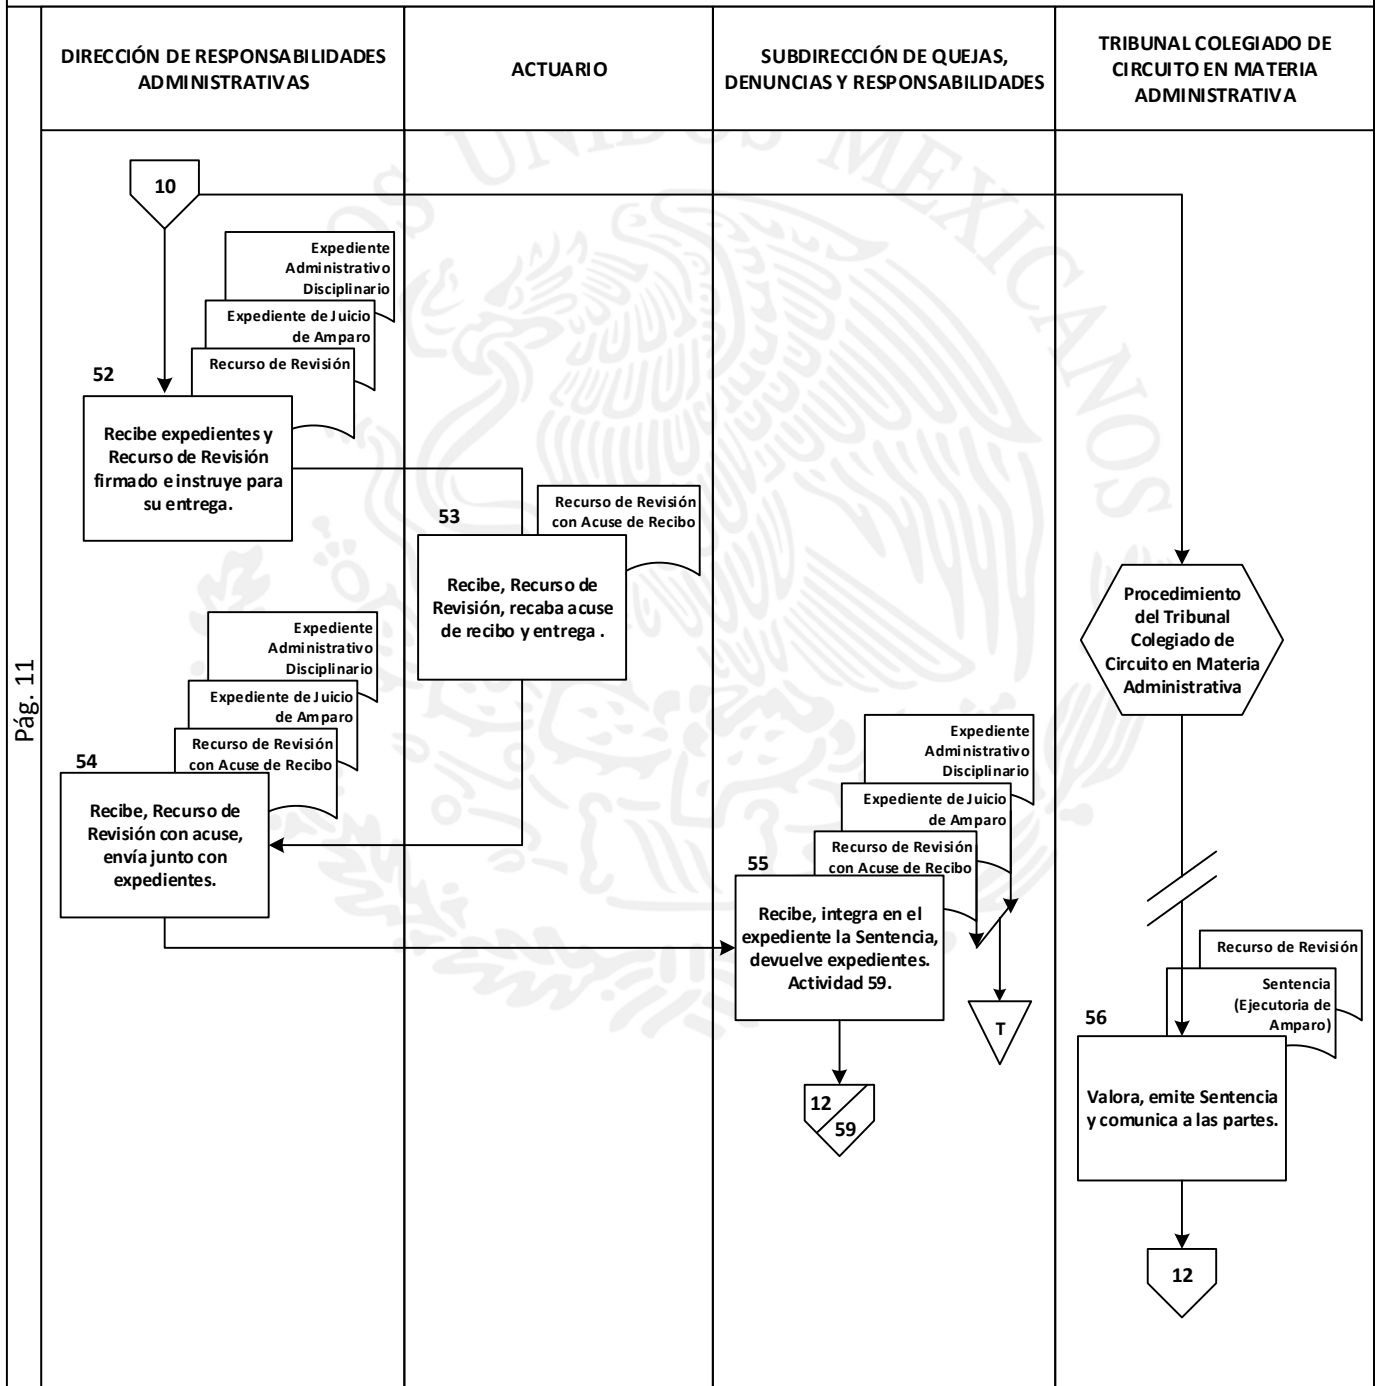 DIRECCIÓN DE RESPONSABILIDADES
ADMINISTRATIVAS
ACTUARIO
SUBDIRECCIÓN DE QUEJAS,
DENUNCIAS Y RESPONSABILIDADES
TRIBUNAL COLEGIADO DE
CIRCUITO EN MATERIA
ADMINISTRATIVA
UNIDOS MEXICANOS
Pág. 11
10
Expediente
Administrativo
Disciplinario
Expediente de Juicio
de Amparo
Recurso de Revisión
52
Recibe expedientes y
Recurso de Revisión
firmado e instruye para
su entrega.
Recurso de Revisión
con Acuse de Recibo
53
Recibe, Recurso de
Revisión, recaba acuse
de recibo y entrega .
Expediente
Administrativo
Disciplinario
Expediente de Juicio
de Amparo
Recurso de Revisión
con Acuse de Recibo
54
Recibe, Recurso de
Revisión con acuse,
envía junto con
expedientes.
Expediente
Administrativo
Disciplinario
Expediente de Juicio
de Amparo
Recurso de Revisión
con Acuse de Recibo
55
Recibe, integra en el
expediente la Sentencia,
devuelve expedientes.
Actividad 59.
T
12
59
Procedimiento
del Tribunal
Colegiado de
Circuito en Materia
Administrativa
Recurso de Revisión
Sentencia
(Ejecutoria de
Amparo)
56
Valora, emite Sentencia
y comunica a las partes.
12